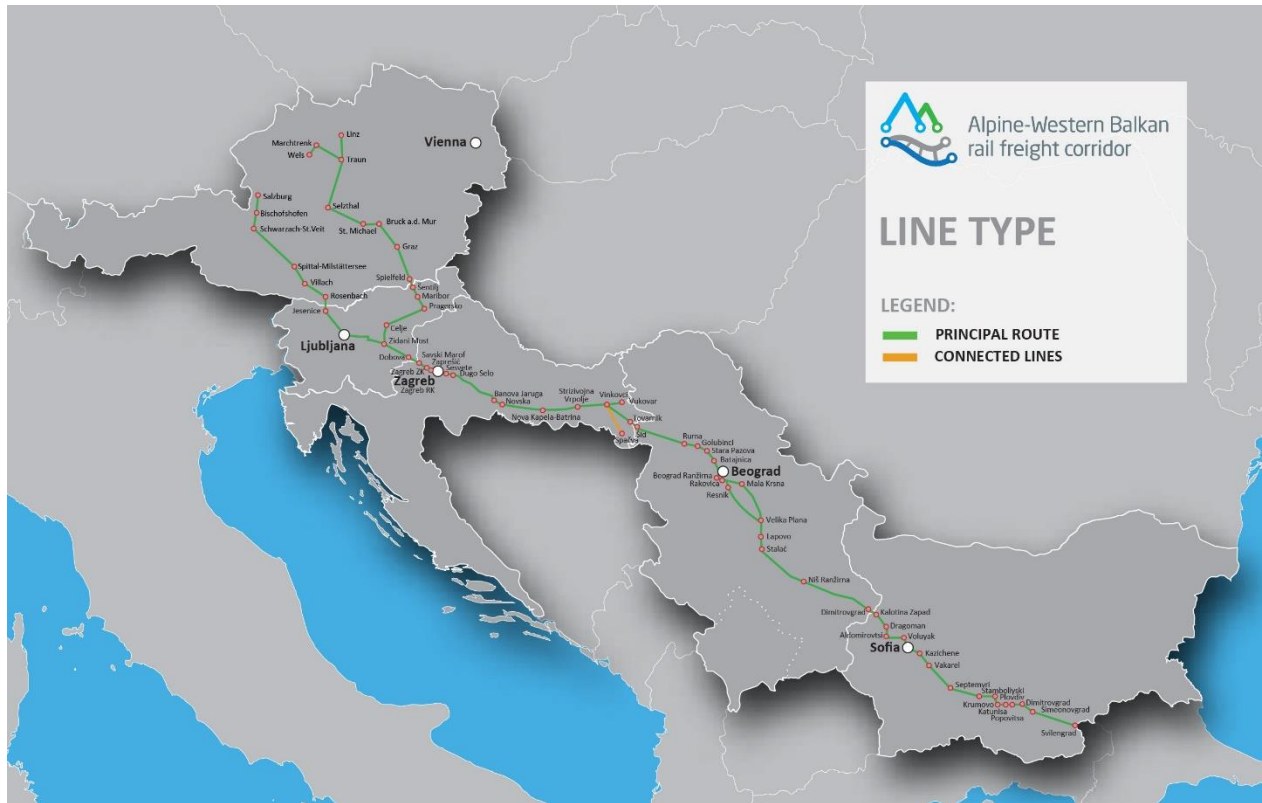 Alpine-Western Balkan
rail freight corridor
LINE TYPE
LEGEND:
PRINCIPAL ROUTE
CONNECTED LINES
Linz
Marchtrenk
Wels
Traun
Vienna
Salzburg
Bischofshofen
Schwarzach-St.Veit
Selzthal
St. Michael
Bruck a.d. Mur
Graz
Spittal-Milstättersee
Villach
Rosenbach
Jesenice
Spielfeld
Šentilj
Maribor
Pragersko
Celje
Ljubljana
Zidani Most
Dobova
Savski Marof
Zaprešić
Zagreb ZK
Sesvete
Zagreb
Dugo Selo
Zagreb RK
Banova Jaruga
Novska
Nova Kapela-Batrina
Strizivojna
Vrpolje
Vinkovci
Vukovar
Tovarnik
Šid
Spačva
Ruma
Golubinci
Stara Pazova
Batajnica
Beograd
Beograd Ranžirna
Rakovica
Resnik
Mala Krsna
Velika Plana
Lapovo
Stalać
Niš Ranžirna
Dimitrovgrad
Kalotina Zapad
Dragoman
Aldomirovtsi
Voluyak
Sofia
Kazichene
Vakarel
Septemvri
Stamboliyski
Plovdiv
Krumovo
Katunisa
Popovitsa
Dimitrovgrad
Simeonovgrad
Svilengrad